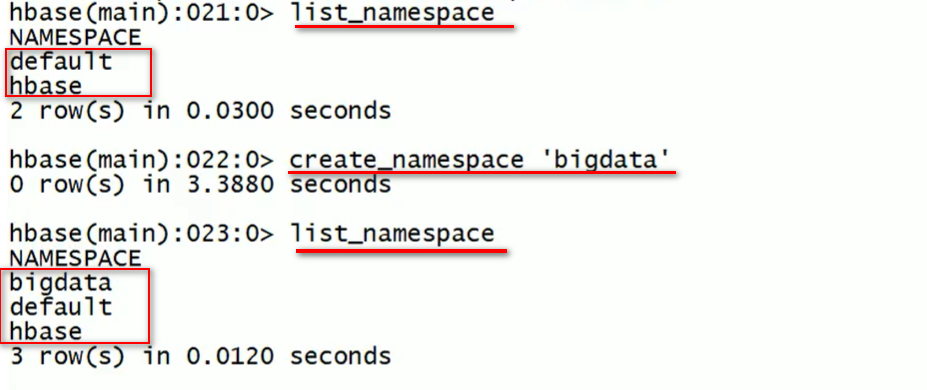 hbase(main):021:0> list_namespace
NAMESPACE
default
hbase
2 row(s) in 0.0300 seconds
hbase(main):022:0> create_namespace 'bigdata'
0 row(s) in 3.3880 seconds
hbase(main):023:0> list_namespace
NAMESPACE
bigdata
default
hbase
3 row(s) in 0.0120 seconds